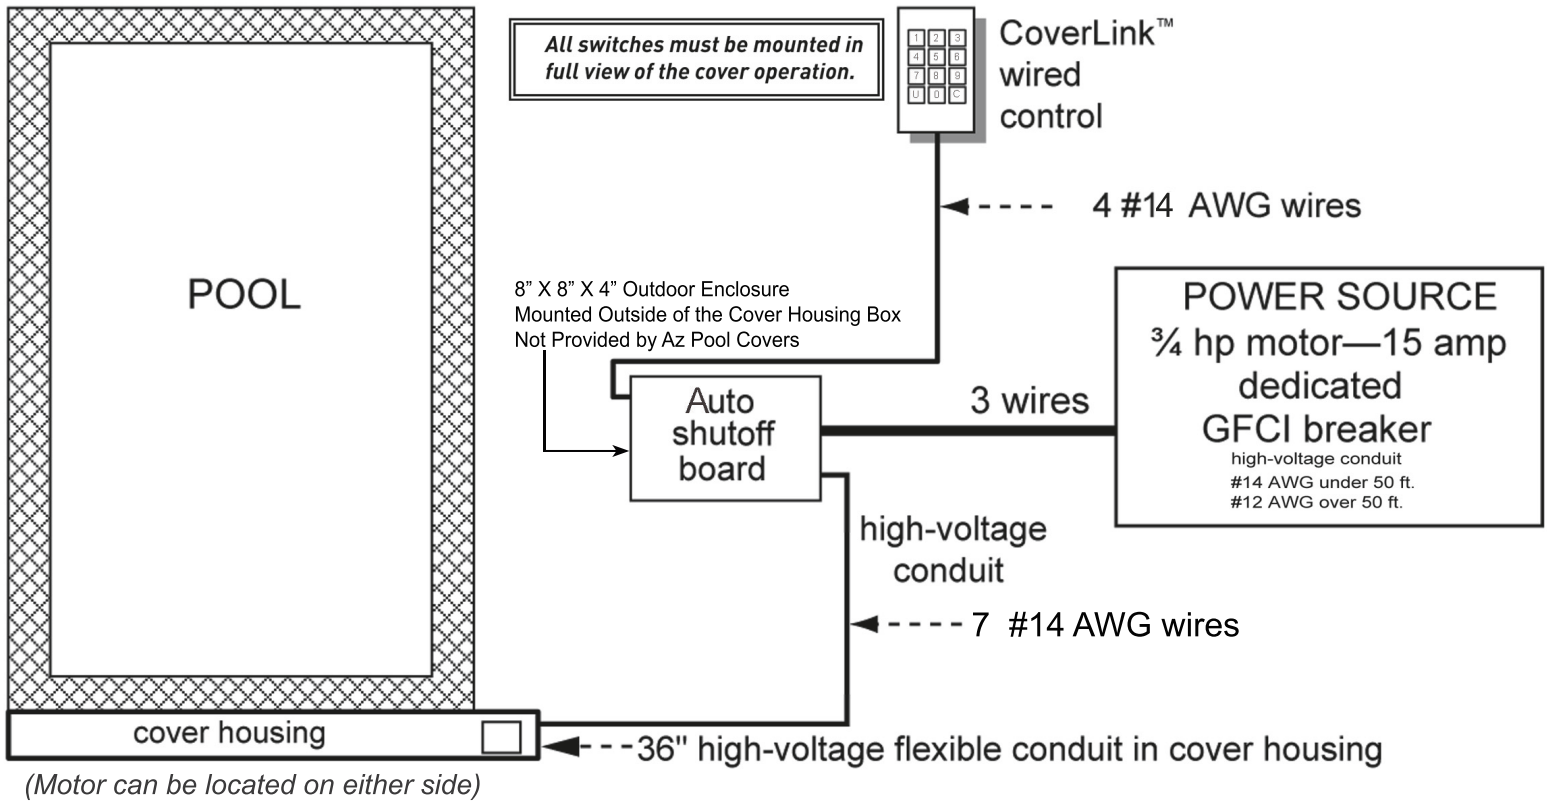 All switches must be mounted in
full view of the cover operation.
1 2 3
4 5 6
7 8 9
U 0 C
CoverLink™
wired
control
4 #14 AWG wires
POOL
8” X 8” X 4” Outdoor Enclosure
Mounted Outside of the Cover Housing Box
Not Provided by Az Pool Covers
Auto
shutoff
board
3 wires
POWER SOURCE
¾ hp motor—15 amp
dedicated
GFCI breaker
high-voltage conduit
#14 AWG under 50 ft.
#12 AWG over 50 ft.
high-voltage
conduit
7 #14 AWG wires
cover housing
36" high-voltage flexible conduit in cover housing
(Motor can be located on either side)